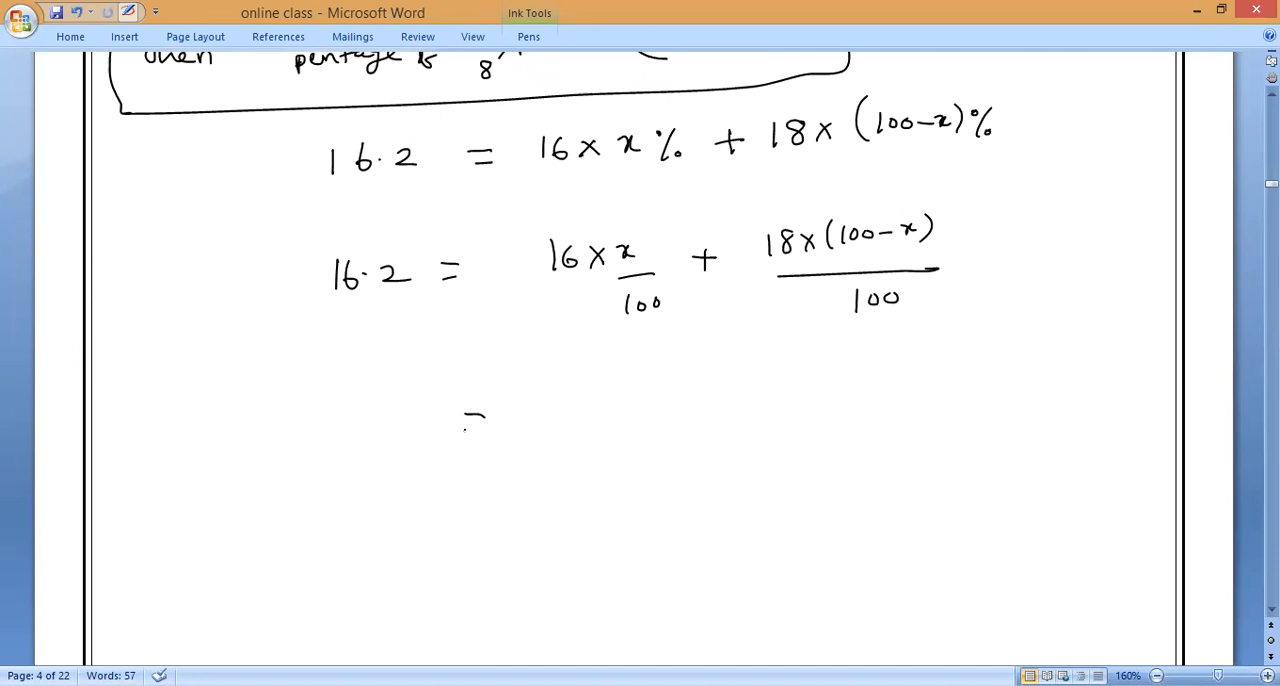 online class - Microsoft Word
Ink Tools
Home Insert Page Layout References Mailings Review View Pens
8
16.2 = 16 × x % + 18 × (100-x)%
16.2 = 16 × x/100 + 18×(100-x)/100
=
Page: 4 of 22 Words: 57 160%